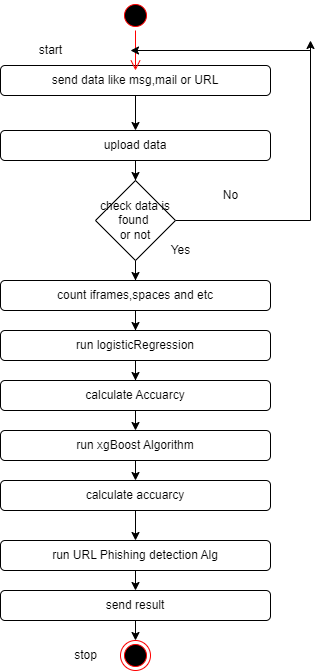 start
send data like msg,mail or URL
upload data
check data is
found
or not
No
Yes
count iframes,spaces and etc
run logisticRegression
calculate Accuarcy
run xgBoost Algorithm
calculate accuarcy
run URL Phishing detection Alg
send result
stop